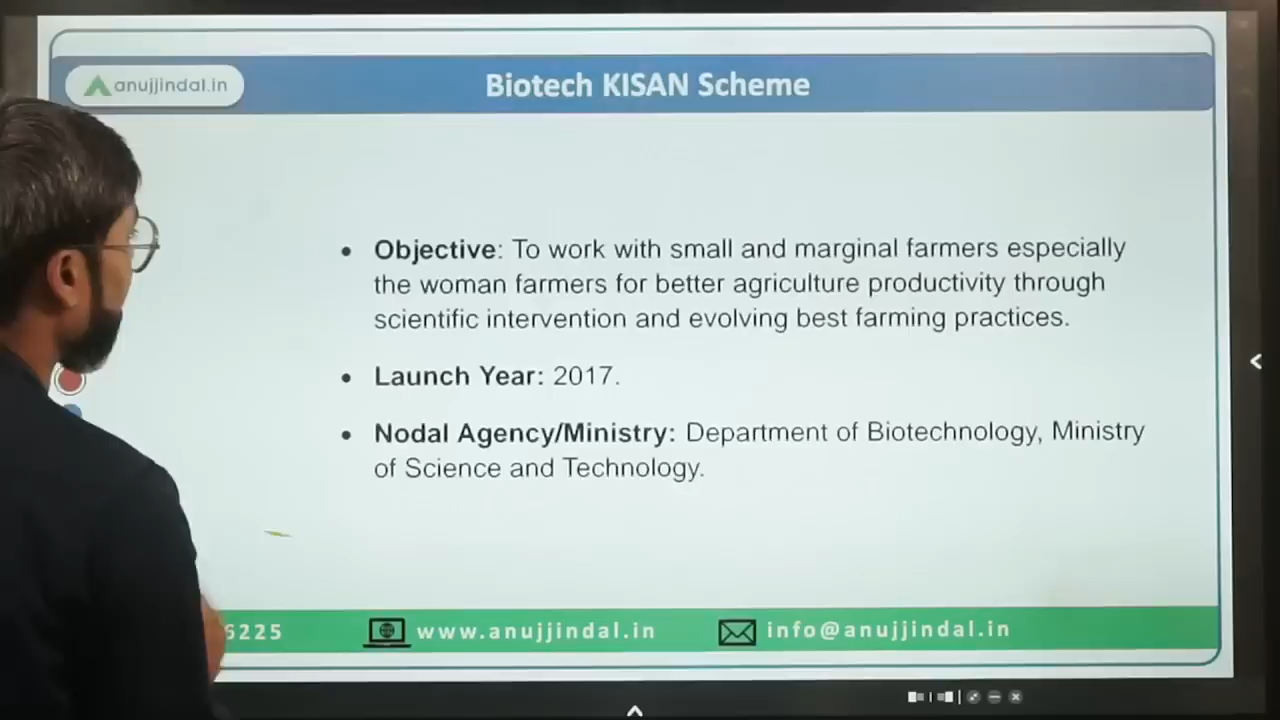 anujjindal.in
Biotech KISAN Scheme
• Objective: To work with small and marginal farmers especially
the woman farmers for better agriculture productivity through
scientific intervention and evolving best farming practices.
• Launch Year: 2017.
• Nodal Agency/Ministry: Department of Biotechnology, Ministry
of Science and Technology.
6225 www.anujjindal.in info@anujjindal.in